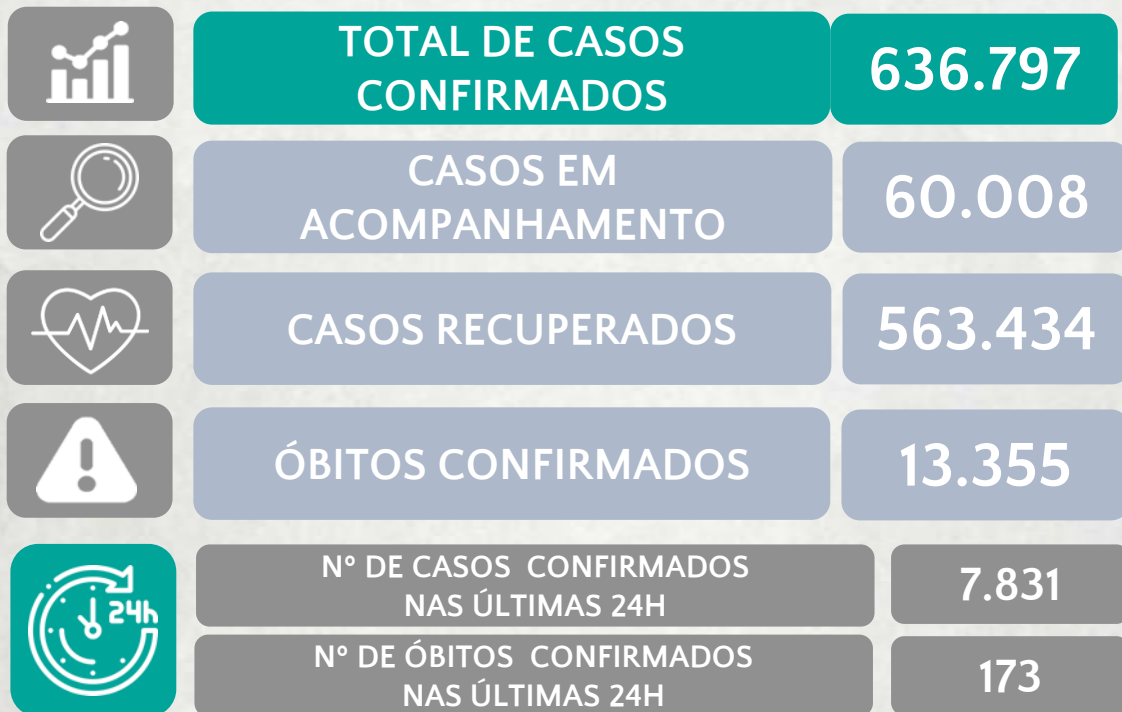 TOTAL DE CASOS
CONFIRMADOS
636.797
CASOS EM
ACOMPANHAMENTO
60.008
CASOS RECUPERADOS
563.434
ÓBITOS CONFIRMADOS
13.355
24h
Nº DE CASOS CONFIRMADOS
NAS ÚLTIMAS 24H
7.831
Nº DE ÓBITOS CONFIRMADOS
NAS ÚLTIMAS 24H
173